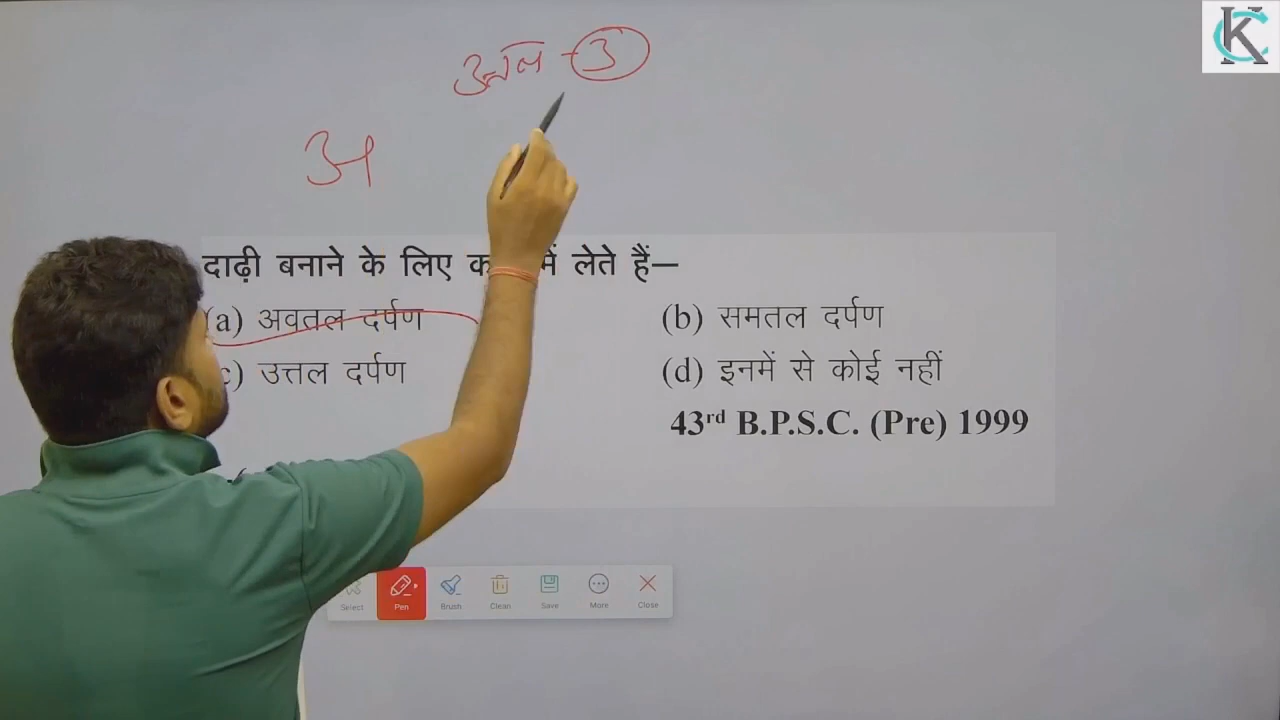 उत्तल - उ
अ
दाढ़ी बनाने के लिए में लेते हैं—
(a) अवतल दर्पण (b) समतल दर्पण
c) उत्तल दर्पण (d) इनमें से कोई नहीं
43rd B.P.S.C. (Pre) 1999
Select Pen Brush Clean Save More Close
KC